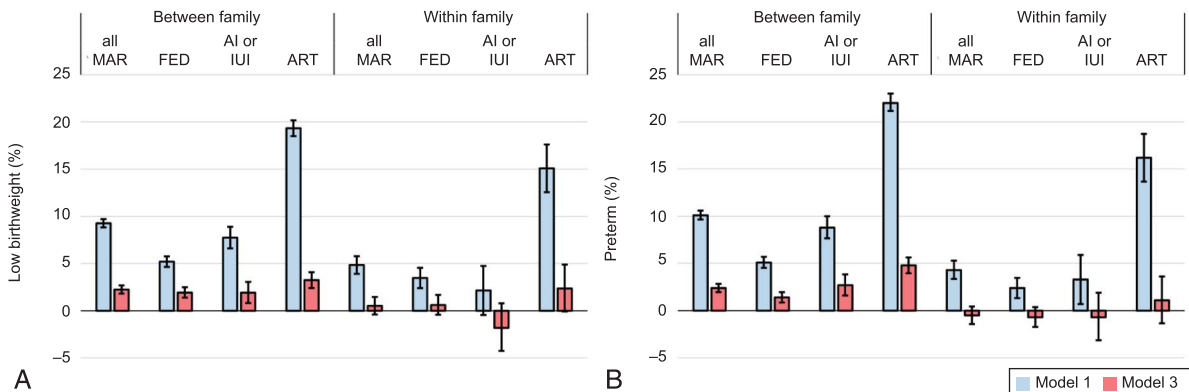 Between family Within family
all MAR FED AI or IUI ART all MAR FED AI or IUI ART
25
20
15
10
5
0
–5
Low birthweight (%)
A
Between family Within family
all MAR FED AI or IUI ART all MAR FED AI or IUI ART
25
20
15
10
5
0
–5
Preterm (%)
B
Model 1 Model 3